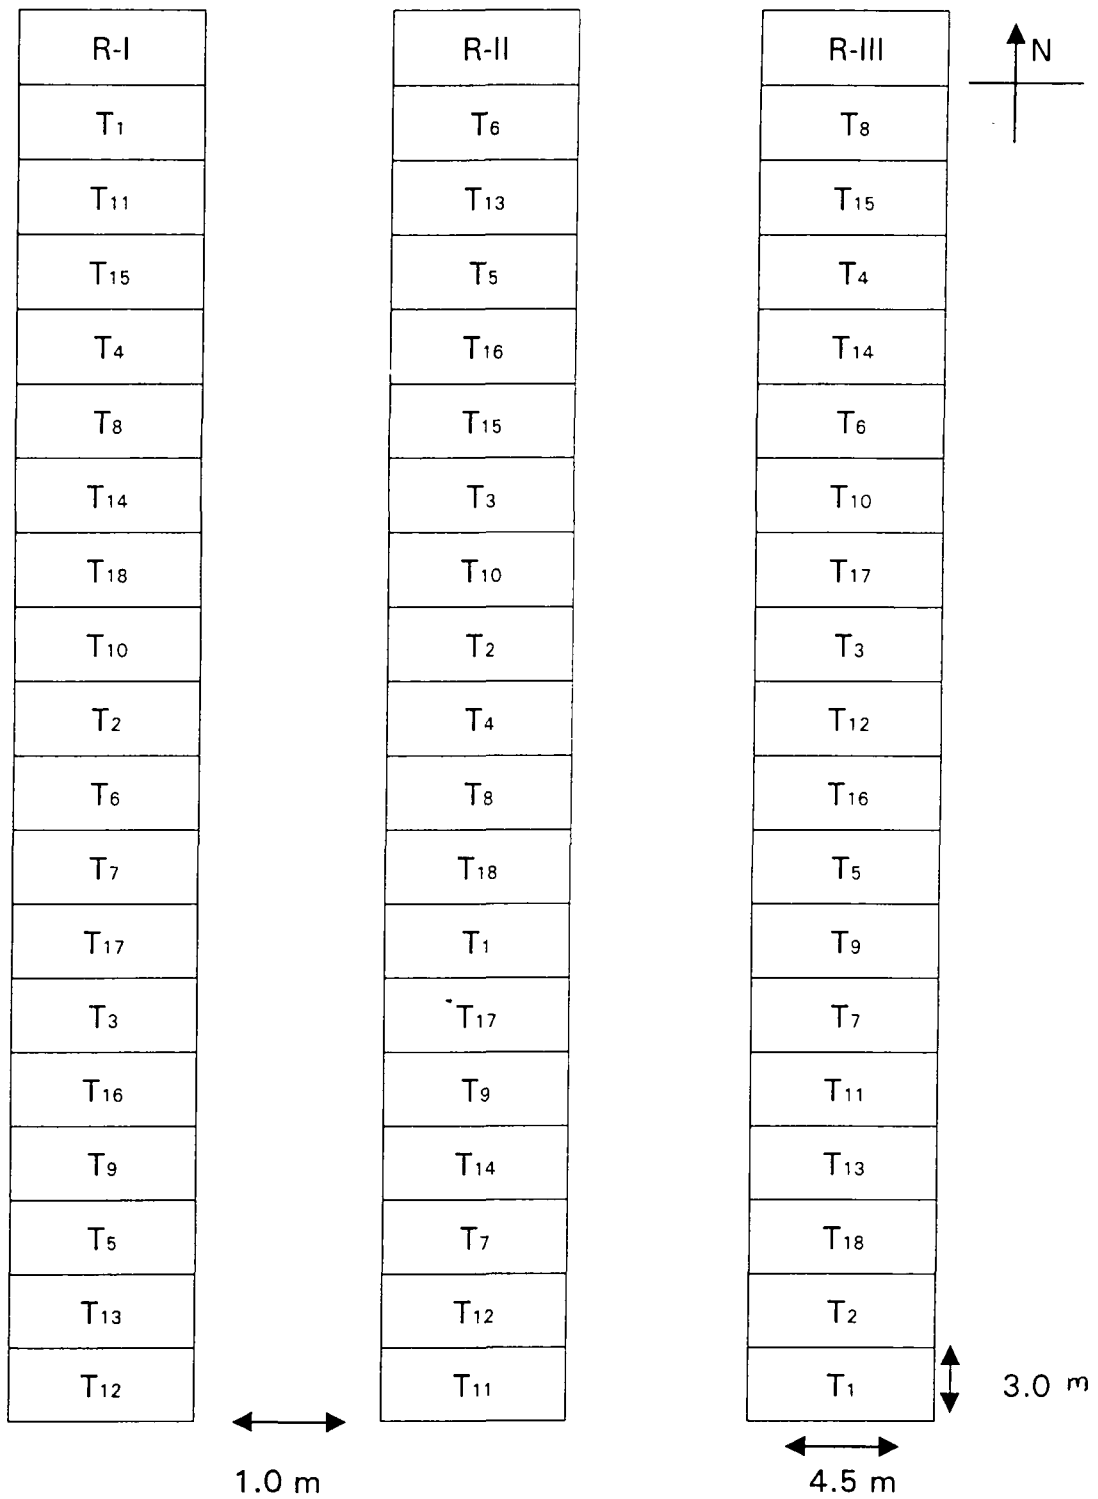 R-I R-II R-III N
T1 T6 T8
T11 T13 T15
T15 T5 T4
T4 T16 T14
T8 T15 T6
T14 T3 T10
T18 T10 T17
T10 T2 T3
T2 T4 T12
T6 T8 T16
T7 T18 T5
T17 T1 T9
T3 T17 T7
T16 T9 T11
T9 T14 T13
T5 T7 T18
T13 T12 T2
T12 T11 T1 3.0 m
1.0 m 4.5 m